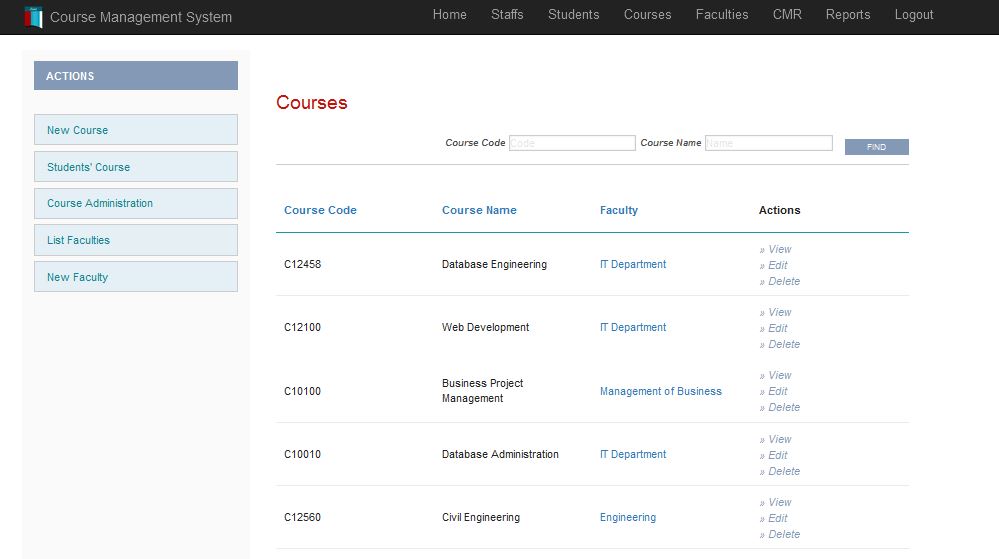 Course Management System
Home Staffs Students Courses Faculties CMR Reports Logout
ACTIONS
New Course
Students' Course
Course Administration
List Faculties
New Faculty
Courses
Course Code Code Course Name Name FIND
Course Code Course Name Faculty Actions
C12458 Database Engineering IT Department
» View
» Edit
» Delete
C12100 Web Development IT Department
» View
» Edit
» Delete
C10100 Business Project Management Management of Business
» View
» Edit
» Delete
C10010 Database Administration IT Department
» View
» Edit
» Delete
C12560 Civil Engineering Engineering
» View
» Edit
» Delete